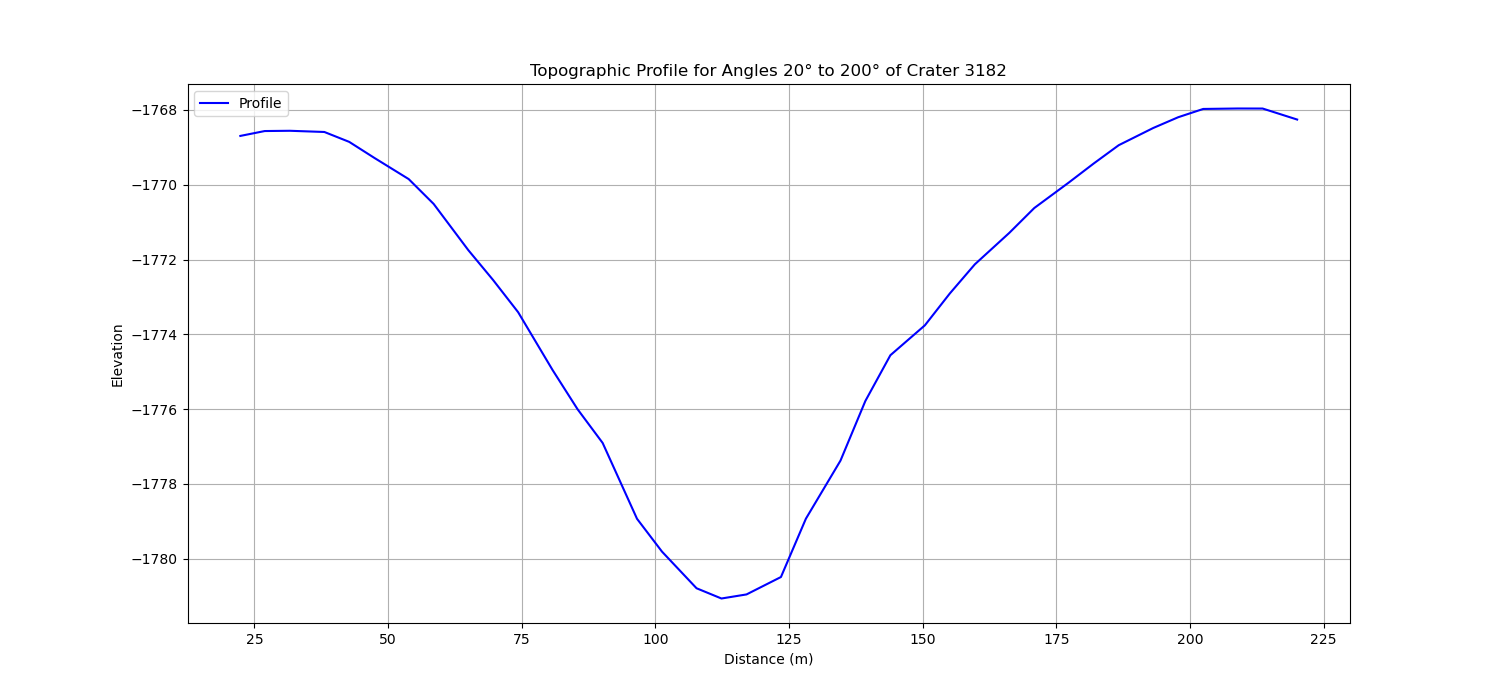 Topographic Profile for Angles 20° to 200° of Crater 3182
Profile
−1768
−1770
−1772
−1774
−1776
−1778
−1780
Elevation
25 50 75 100 125 150 175 200 225
Distance (m)